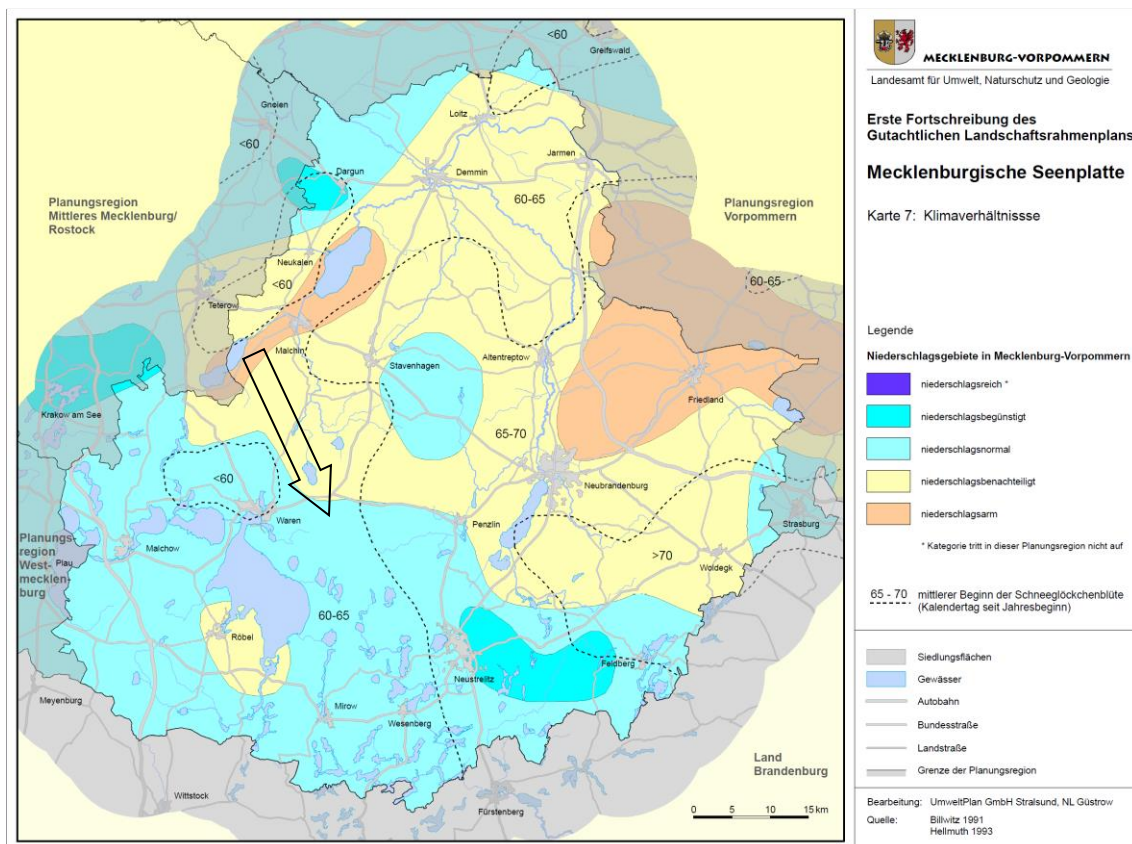 <60
Greifswald
Gnoien
<60
Loitz
Jarmen
Dargun
Demmin
60-65
Planungsregion
Mittleres Mecklenburg/
Rostock
Planungsregion
Vorpommern
Neukalen
<60
60-65
Teterow
Malchin
Stavenhagen
Altentreptow
Krakow am See
Friedland
65-70
<60
Neubrandenburg
Waren
Penzlin
Strasburg
Malchow
Planungs-
region
West-
mecklen-
burg
Plau
>70
Woldegk
60-65
Röbel
Feldberg
Neustrelitz
Meyenburg
Mirow
Wesenberg
Land
Brandenburg
Wittstock
Fürstenberg
0 5 10 15 km
MECKLENBURG-VORPOMMERN
Landesamt für Umwelt, Naturschutz und Geologie
Erste Fortschreibung des
Gutachtlichen Landschaftsrahmenplans
Mecklenburgische Seenplatte
Karte 7: Klimaverhältnissse
Legende
Niederschlagsgebiete in Mecklenburg-Vorpommern
niederschlagsreich *
niederschlagsbegünstigt
niederschlagsnormal
niederschlagsbenachteiligt
niederschlagsarm
* Kategorie tritt in dieser Planungsregion nicht auf
65 - 70 mittlerer Beginn der Schneeglöckchenblüte
(Kalendertag seit Jahresbeginn)
Siedlungsflächen
Gewässer
Autobahn
Bundesstraße
Landstraße
Grenze der Planungsregion
Bearbeitung: UmweltPlan GmbH Stralsund, NL Güstrow
Quelle: Billwitz 1991
Hellmuth 1993